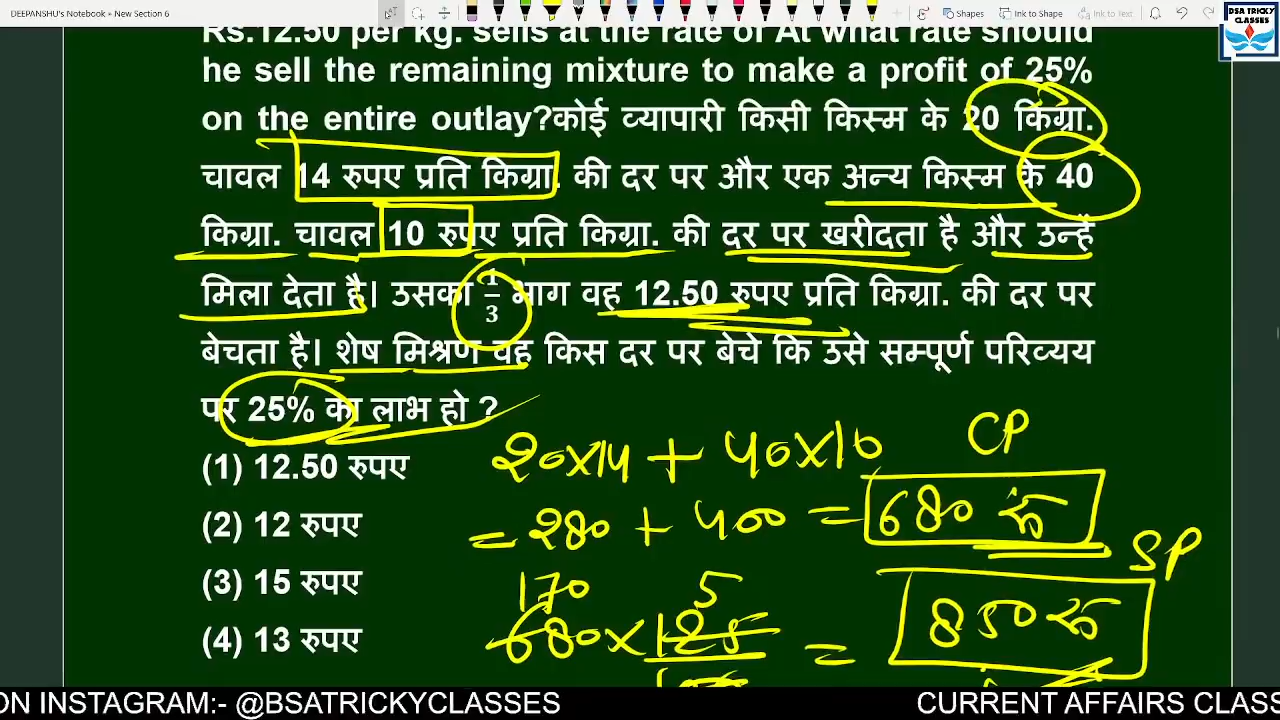 DEEPANSHU's Notebook » New Section 6
Shapes Ink to Shape Ink to Text
BSA TRICKY
CLASSES
Rs.12.50 per kg. sells at the rate of At what rate should
he sell the remaining mixture to make a profit of 25%
on the entire outlay?कोई व्यापारी किसी किस्म के 20 किग्रा.
चावल 14 रुपए प्रति किग्रा. की दर पर और एक अन्य किस्म के 40
किग्रा. चावल 10 रुपए प्रति किग्रा. की दर पर खरीदता है और उन्हें
मिला देता है। उसका 1/3 भाग वह 12.50 रुपए प्रति किग्रा. की दर पर
बेचता है। शेष मिश्रण वह किस दर पर बेचे कि उसे सम्पूर्ण परिव्यय
पर 25% का लाभ हो ?
(1) 12.50 रुपए
(2) 12 रुपए
(3) 15 रुपए
(4) 13 रुपए
20x14 + 40x10 CP
= 280 + 400 = 680 रु
SP
170 5
680 x 125 = 850 रु
100
ON INSTAGRAM:- @BSATRICKYCLASSES
CURRENT AFFAIRS CLASS